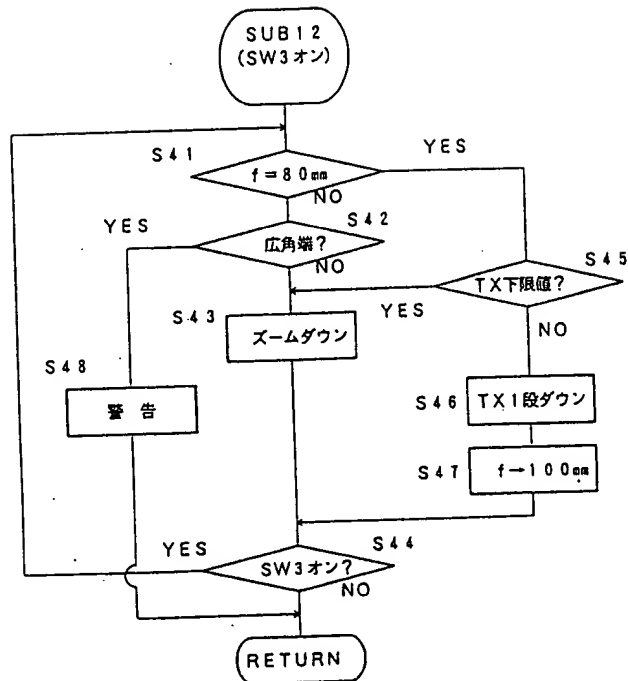 SUB12
(SW3オン)
S41
f=80mm
YES
NO
S42
YES
広角端?
NO
S45
TX下限値?
YES
NO
S43
ズームダウン
S48
警告
S46
TX1段ダウン
S47
f→100mm
S44
YES
SW3オン?
NO
RETURN